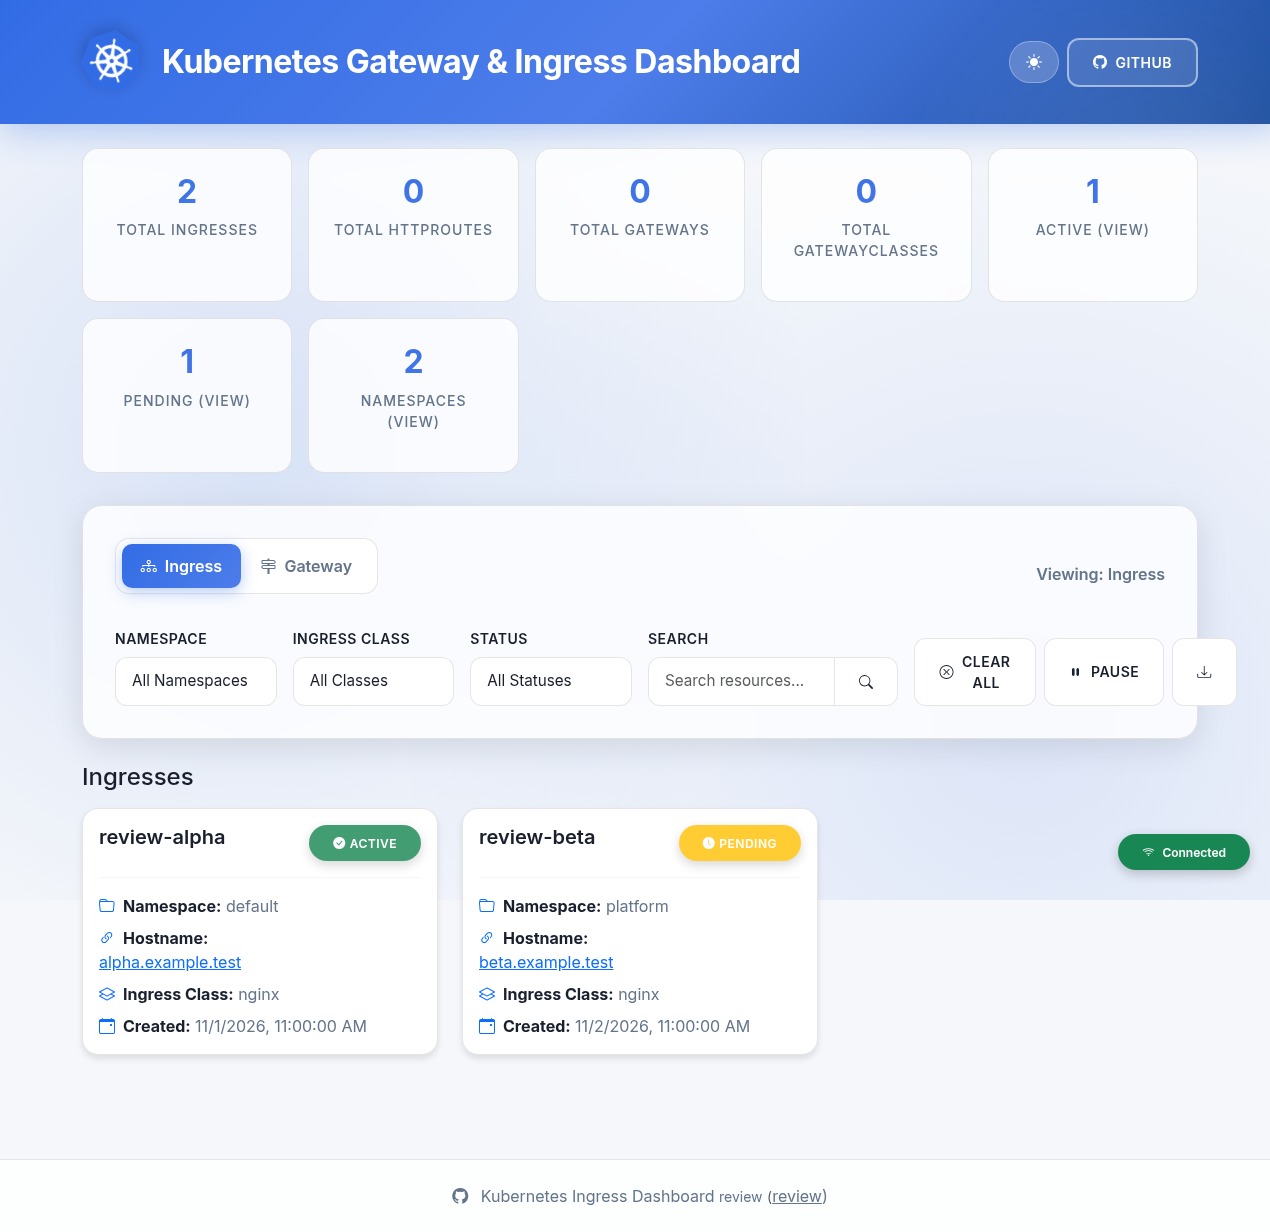 Kubernetes Gateway & Ingress Dashboard
GITHUB
2
TOTAL INGRESSES
0
TOTAL HTTPROUTES
0
TOTAL GATEWAYS
0
TOTAL
GATEWAYCLASSES
1
ACTIVE (VIEW)
1
PENDING (VIEW)
2
NAMESPACES
(VIEW)
Ingress
Gateway
Viewing: Ingress
NAMESPACE
All Namespaces
INGRESS CLASS
All Classes
STATUS
All Statuses
SEARCH
Search resources...
CLEAR
ALL
PAUSE
Ingresses
review-alpha
ACTIVE
Namespace: default
Hostname:
alpha.example.test
Ingress Class: nginx
Created: 11/1/2026, 11:00:00 AM
review-beta
PENDING
Namespace: platform
Hostname:
beta.example.test
Ingress Class: nginx
Created: 11/2/2026, 11:00:00 AM
Connected
Kubernetes Ingress Dashboard review (review)